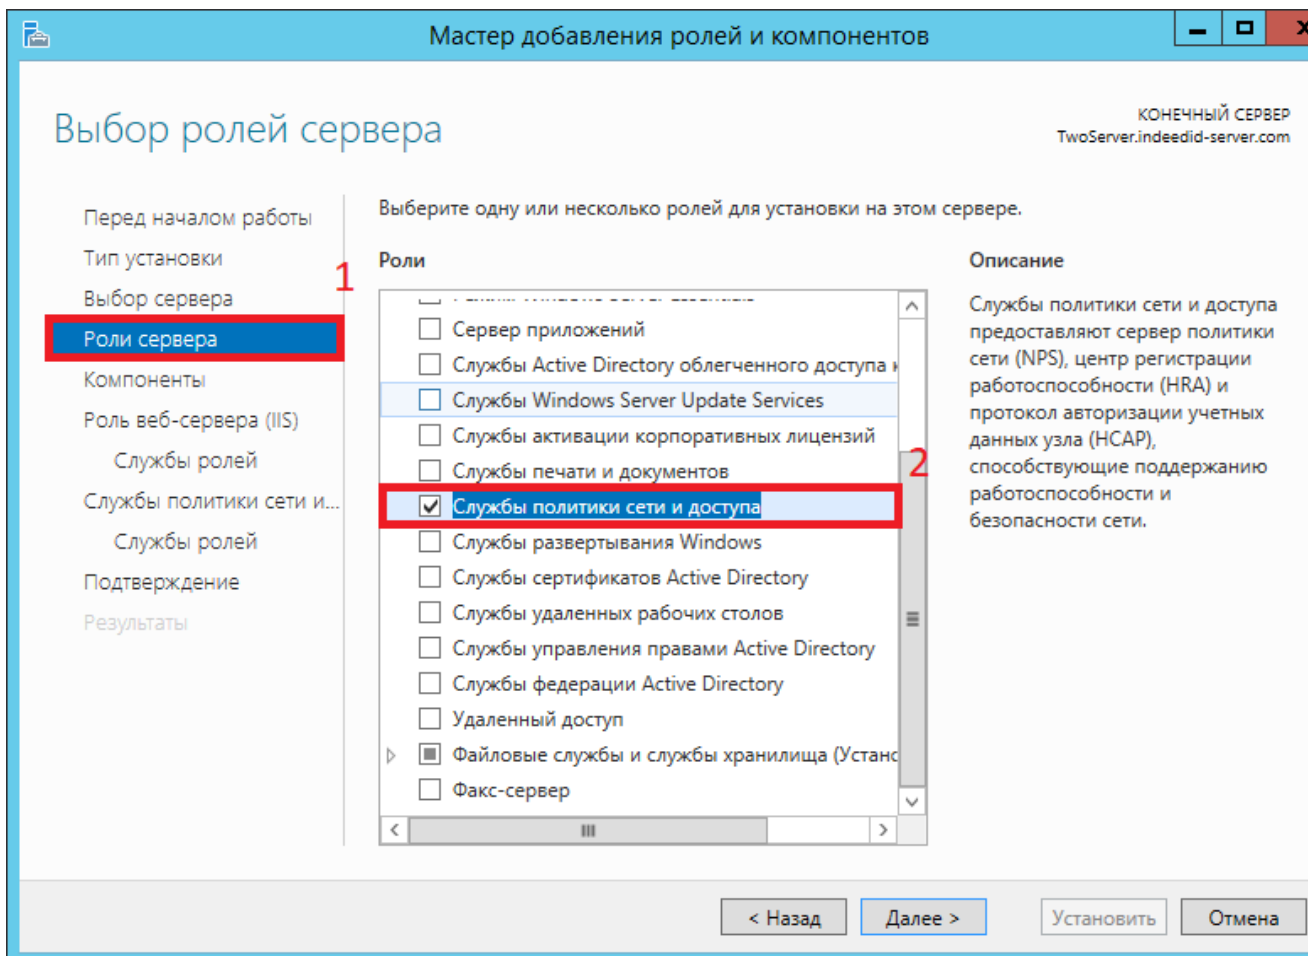 Мастер добавления ролей и компонентов
Выбор ролей сервера
КОНЕЧНЫЙ СЕРВЕР
TwoServer.indeedid-server.com
Перед началом работы
Тип установки
Выбор сервера
Роли сервера
Компоненты
Роль веб-сервера (IIS)
Службы ролей
Службы политики сети и...
Службы ролей
Подтверждение
Результаты
1
Выберите одну или несколько ролей для установки на этом сервере.
Роли
Сервер приложений
Службы Active Directory облегченного доступа к
Службы Windows Server Update Services
Службы активации корпоративных лицензий
Службы печати и документов
2
Службы политики сети и доступа
Службы развертывания Windows
Службы сертификатов Active Directory
Службы удаленных рабочих столов
Службы управления правами Active Directory
Службы федерации Active Directory
Удаленный доступ
Файловые службы и службы хранилища (Устано
Факс-сервер
Описание
Службы политики сети и доступа
предоставляют сервер политики
сети (NPS), центр регистрации
работоспособности (HRA) и
протокол авторизации учетных
данных узла (HCAP),
способствующие поддержанию
работоспособности и
безопасности сети.
< Назад
Далее >
Установить
Отмена